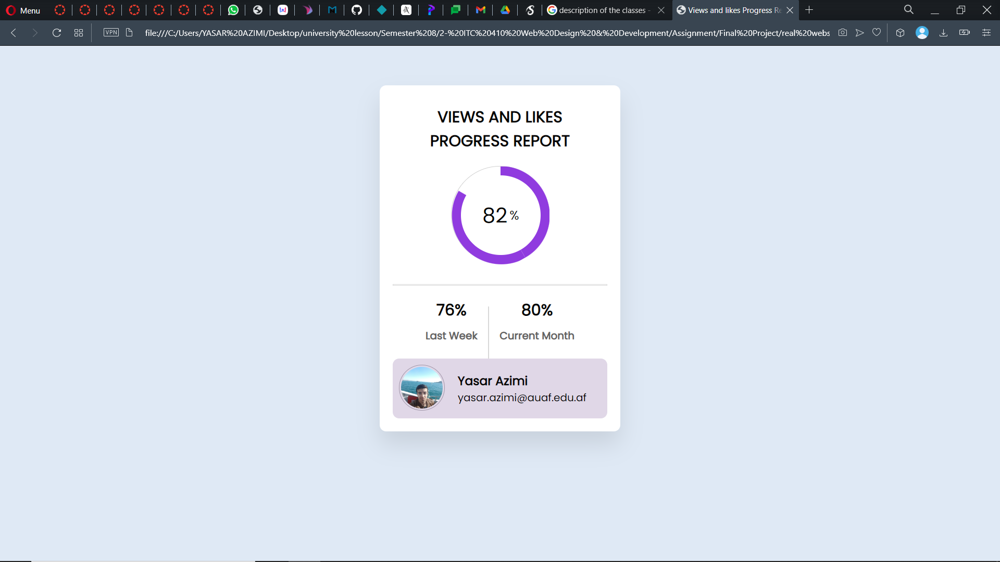 Menu
description of the classes -
Views and likes Progress Re
VPN
file:///C:/Users/YASAR%20AZIMI/Desktop/university%20lesson/Semester%208/2-%20ITC%20410%20Web%20Design%20&%20Development/Assignment/Final%20Project/real%20webs
VIEWS AND LIKES
PROGRESS REPORT
82 %
76%
Last Week
80%
Current Month
Yasar Azimi
yasar.azimi@auaf.edu.af